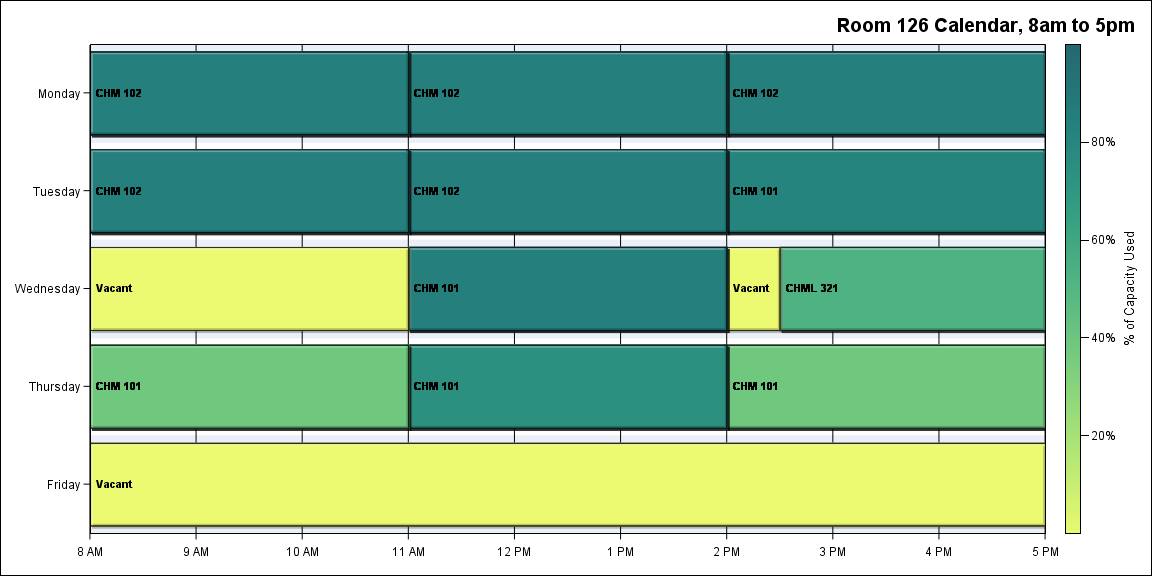 Room 126 Calendar, 8am to 5pm
Monday
CHM 102
CHM 102
CHM 102
Tuesday
CHM 102
CHM 102
CHM 101
Wednesday
Vacant
CHM 101
Vacant
CHML 321
Thursday
CHM 101
CHM 101
CHM 101
Friday
Vacant
8 AM 9 AM 10 AM 11 AM 12 PM 1 PM 2 PM 3 PM 4 PM 5 PM
80%
60%
40%
20%
% of Capacity Used